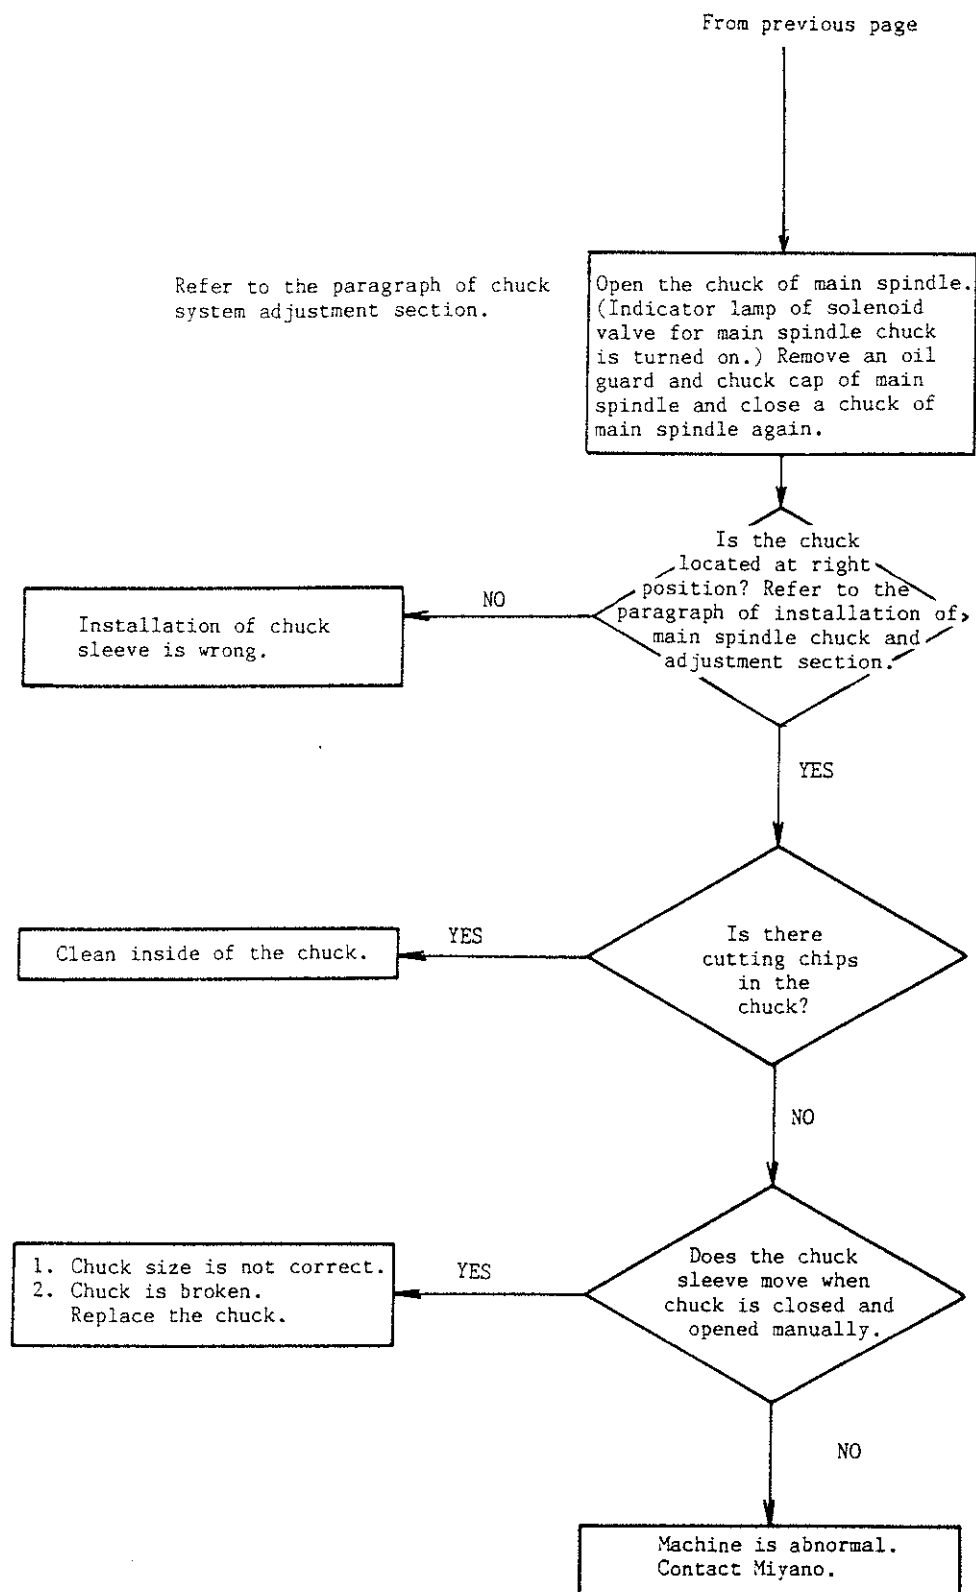 From previous page
Refer to the paragraph of chuck
system adjustment section.
Open the chuck of main spindle.
(Indicator lamp of solenoid
valve for main spindle chuck
is turned on.) Remove an oil
guard and chuck cap of main
spindle and close a chuck of
main spindle again.
Is the chuck
located at right
position? Refer to the
paragraph of installation of
main spindle chuck and
adjustment section.
NO
Installation of chuck
sleeve is wrong.
YES
Is there
cutting chips
in the
chuck?
YES
Clean inside of the chuck.
NO
Does the chuck
sleeve move when
chuck is closed and
opened manually.
YES
1. Chuck size is not correct.
2. Chuck is broken.
Replace the chuck.
NO
Machine is abnormal.
Contact Miyano.